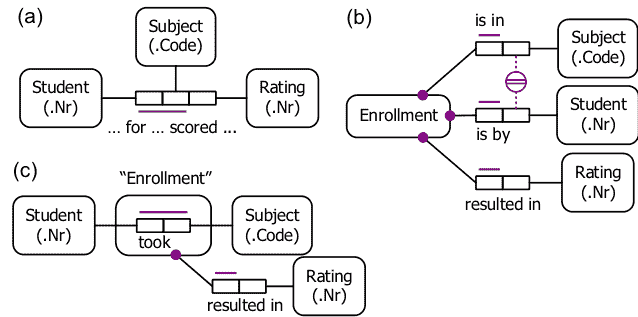 (a)
Subject
(.Code)
Student
(.Nr)
Rating
(.Nr)
... for ... scored ...
(b)
is in
Subject
(.Code)
Enrollment
is by
Student
(.Nr)
resulted in
Rating
(.Nr)
(c)
"Enrollment"
Student
(.Nr)
took
Subject
(.Code)
resulted in
Rating
(.Nr)